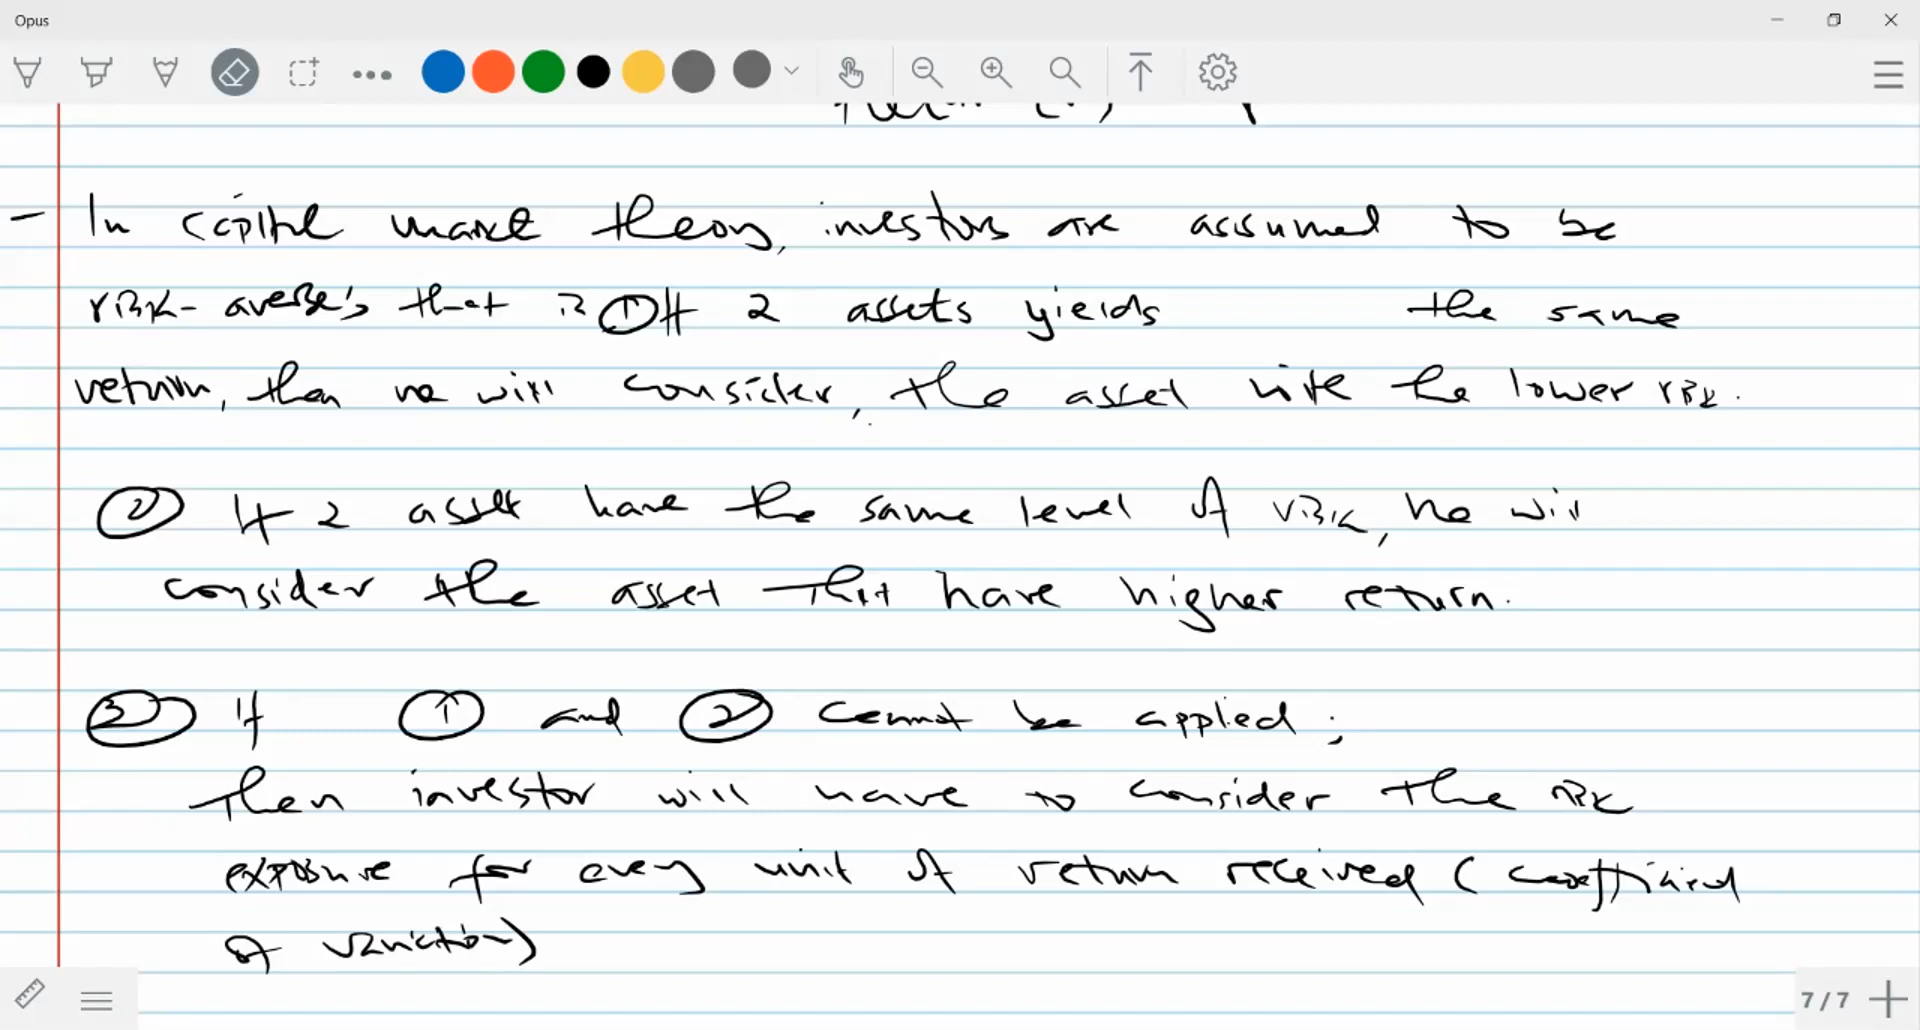 Opus
- In capital market theory, investors are assumed to be
risk-averse's that is ① If 2 assets yields the same
return, then he will consider, the asset with the lower risk.
② If 2 asset have the same level of risk, he will
consider the asset that have higher return.
③ If ① and ② cannot be applied;
Then investor will have to consider the risk
exposure for every unit of return received (coefficient
of variation)
7 / 7